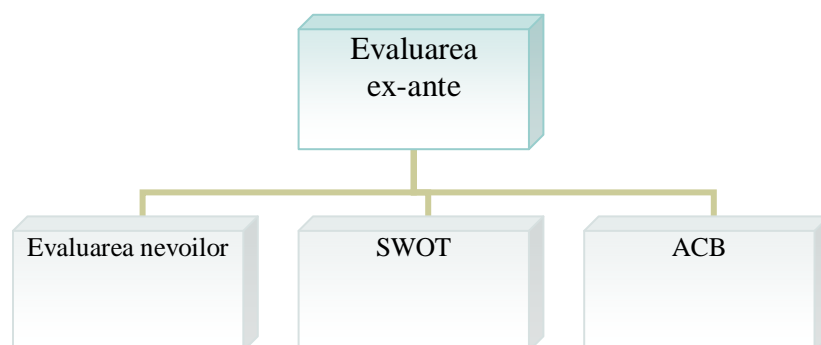 Evaluarea
ex-ante
Evaluarea nevoilor
SWOT
ACB